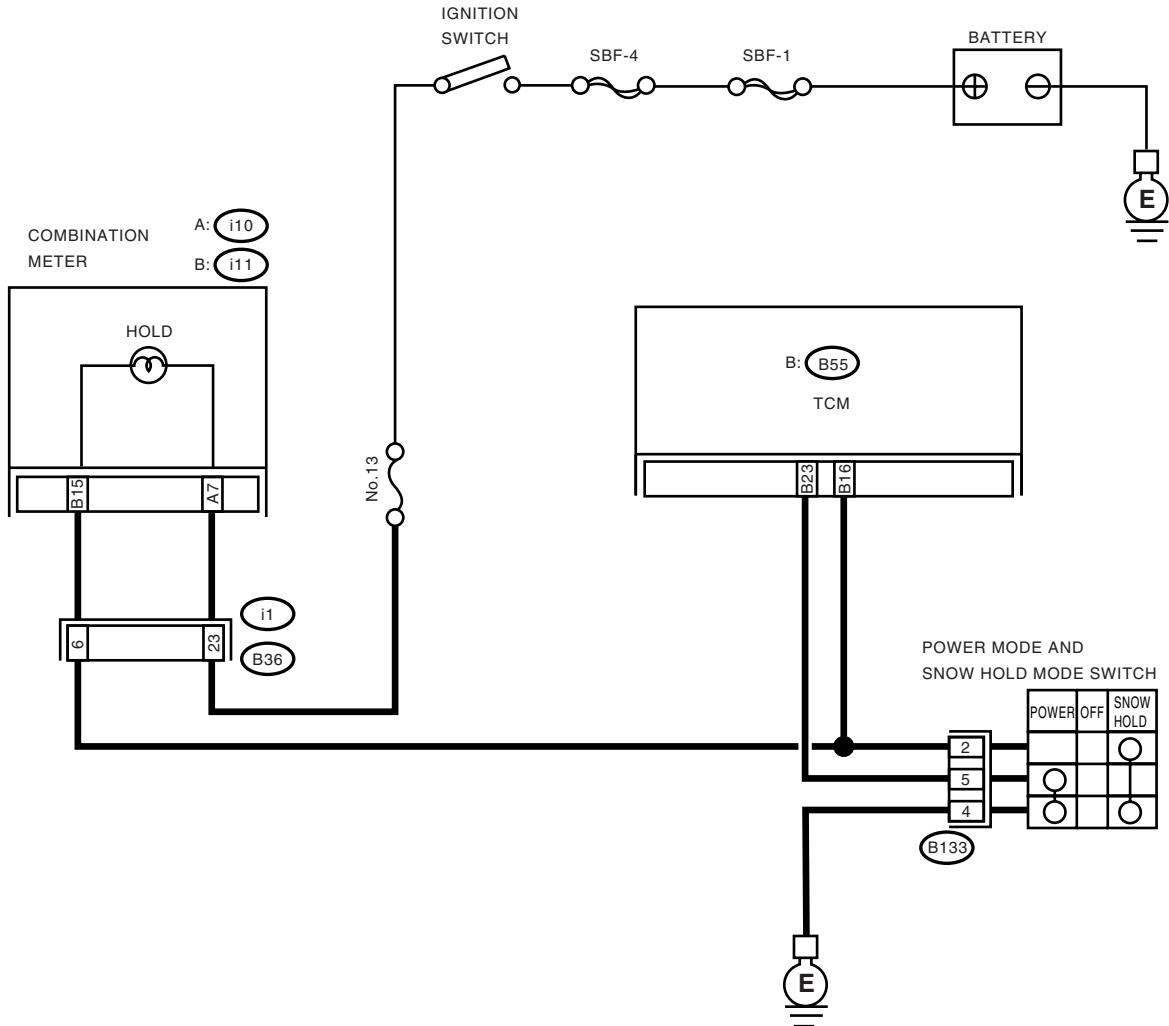 IGNITION
SWITCH
SBF-4
SBF-1
BATTERY
E
COMBINATION
METER
A: i10
B: i11
HOLD
B: B55
TCM
No.13
B15
A7
B23
B16
i1
6
23
B36
POWER MODE AND
SNOW HOLD MODE SWITCH
POWER OFF SNOW
HOLD
2
5
4
B133
E